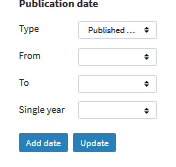 Publication date
Type
Published ...
From
To
Single year
Add date
Update